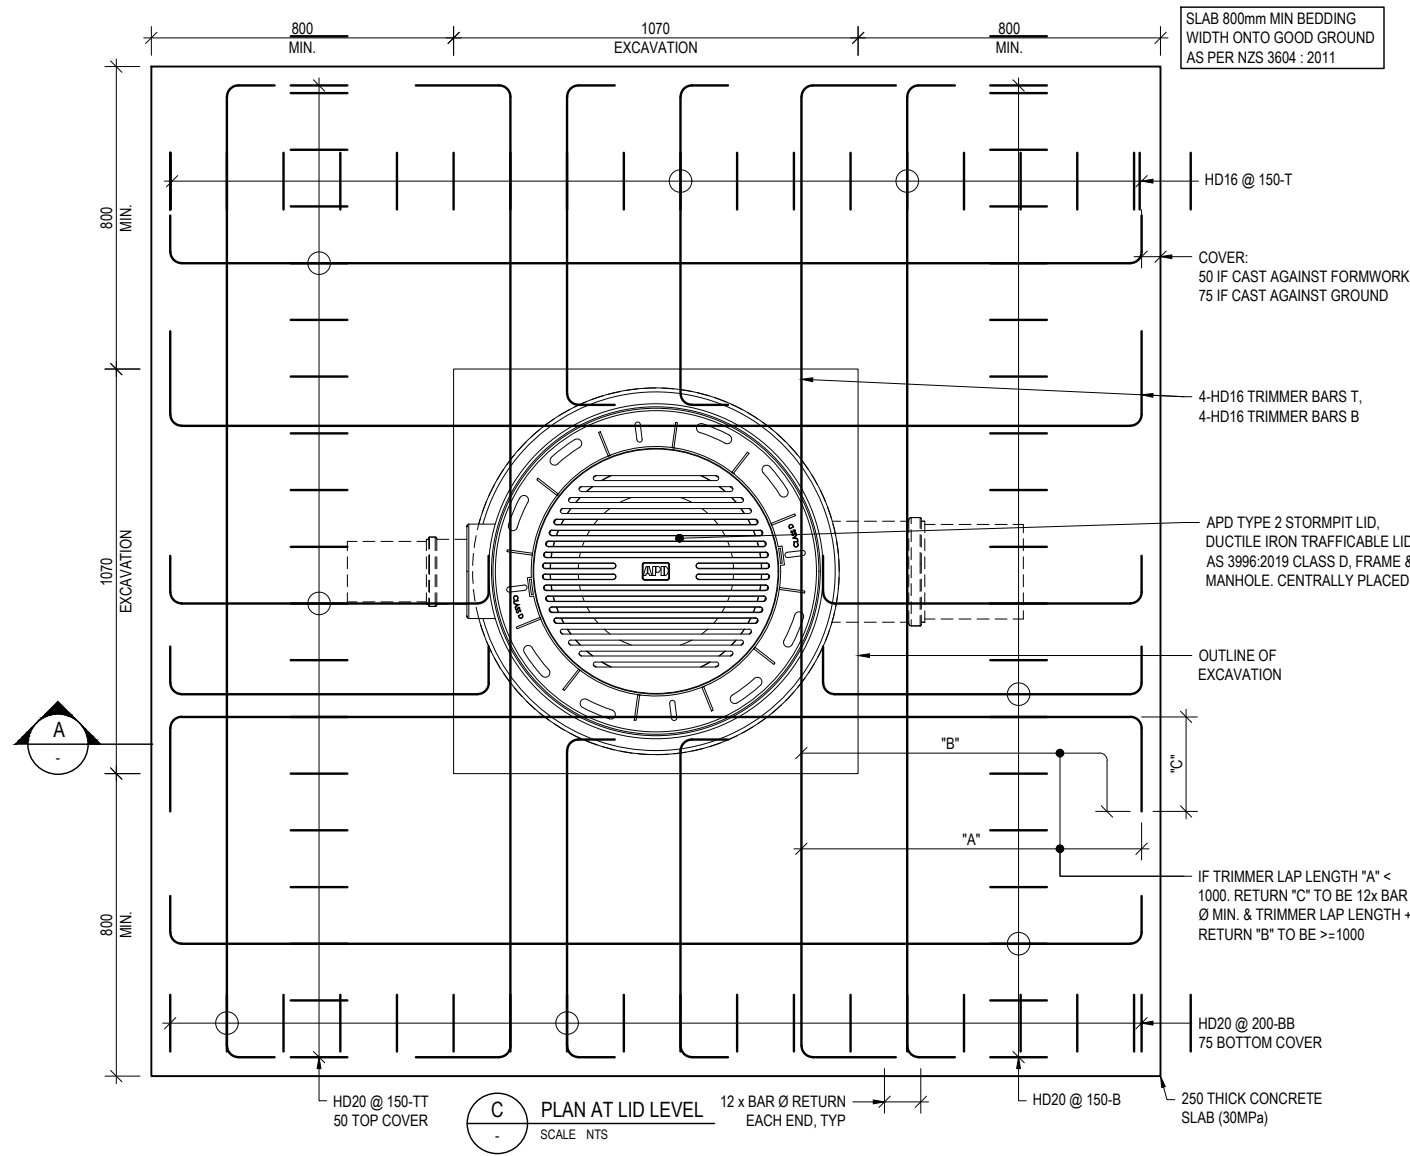 800
MIN.
1070
EXCAVATION
800
MIN.
SLAB 800mm MIN BEDDING
WIDTH ONTO GOOD GROUND
AS PER NZS 3604 : 2011
HD16 @ 150-T
800
MIN.
COVER:
50 IF CAST AGAINST FORMWORK
75 IF CAST AGAINST GROUND
4-HD16 TRIMMER BARS T,
4-HD16 TRIMMER BARS B
APD TYPE 2 STORMPIT LID,
DUCTILE IRON TRAFFICABLE LID
AS 3996:2019 CLASS D, FRAME &
MANHOLE. CENTRALLY PLACED
CLASS D
APD
CLASS D
1070
EXCAVATION
OUTLINE OF
EXCAVATION
A
-
"B"
"C"
"A"
IF TRIMMER LAP LENGTH "A" <
1000. RETURN "C" TO BE 12x BAR
Ø MIN. & TRIMMER LAP LENGTH +
RETURN "B" TO BE >=1000
800
MIN.
HD20 @ 200-BB
75 BOTTOM COVER
HD20 @ 150-TT
50 TOP COVER
C
-
PLAN AT LID LEVEL
SCALE NTS
12 x BAR Ø RETURN
EACH END, TYP
HD20 @ 150-B
250 THICK CONCRETE
SLAB (30MPa)